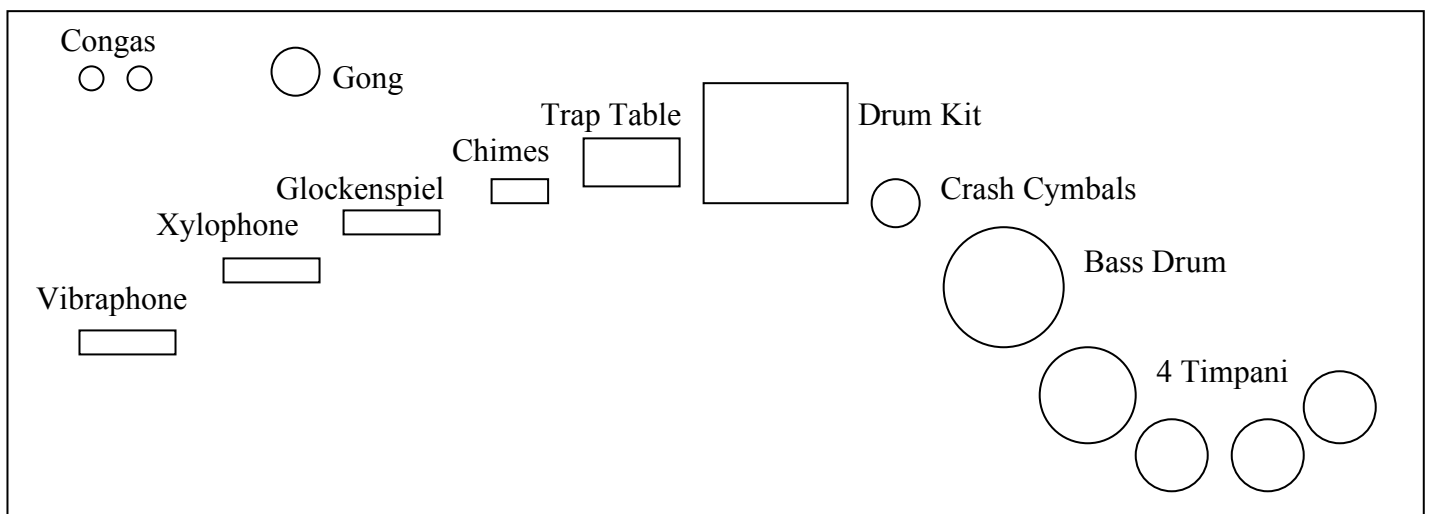 Congas
Gong
Trap Table
Drum Kit
Chimes
Glockenspiel
Crash Cymbals
Xylophone
Bass Drum
Vibraphone
4 Timpani